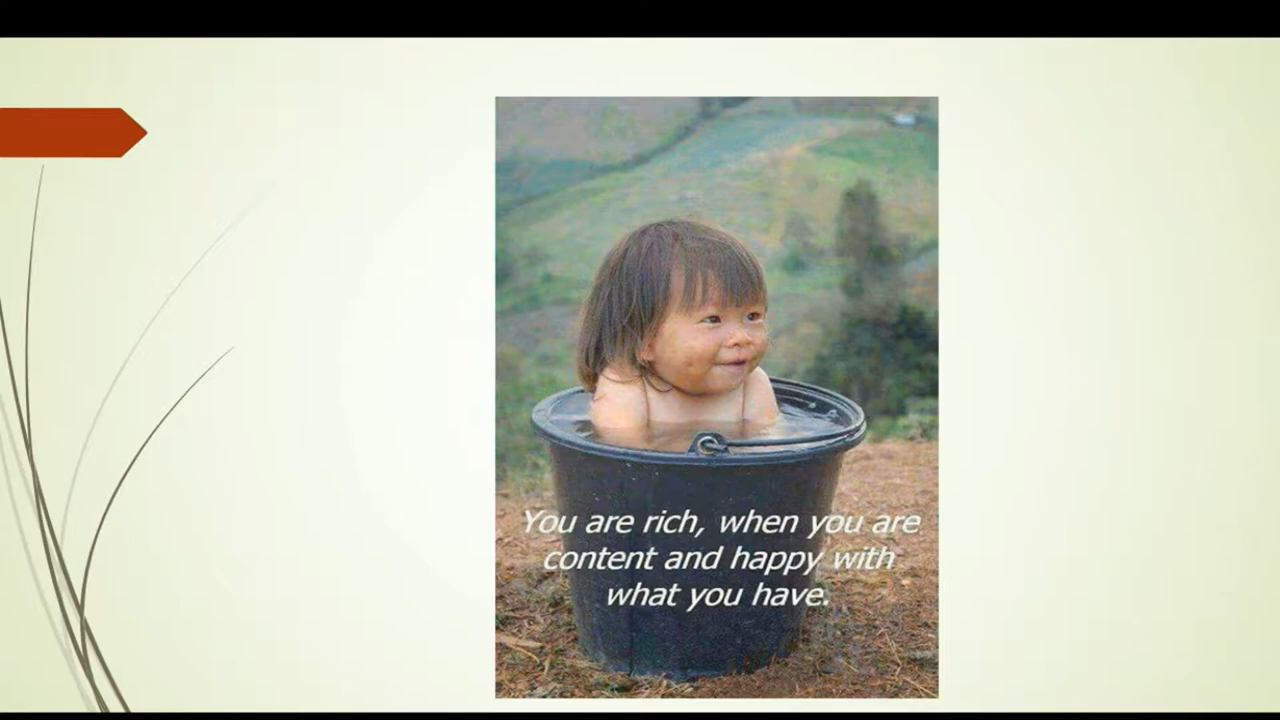 You are rich, when you are
content and happy with
what you have.